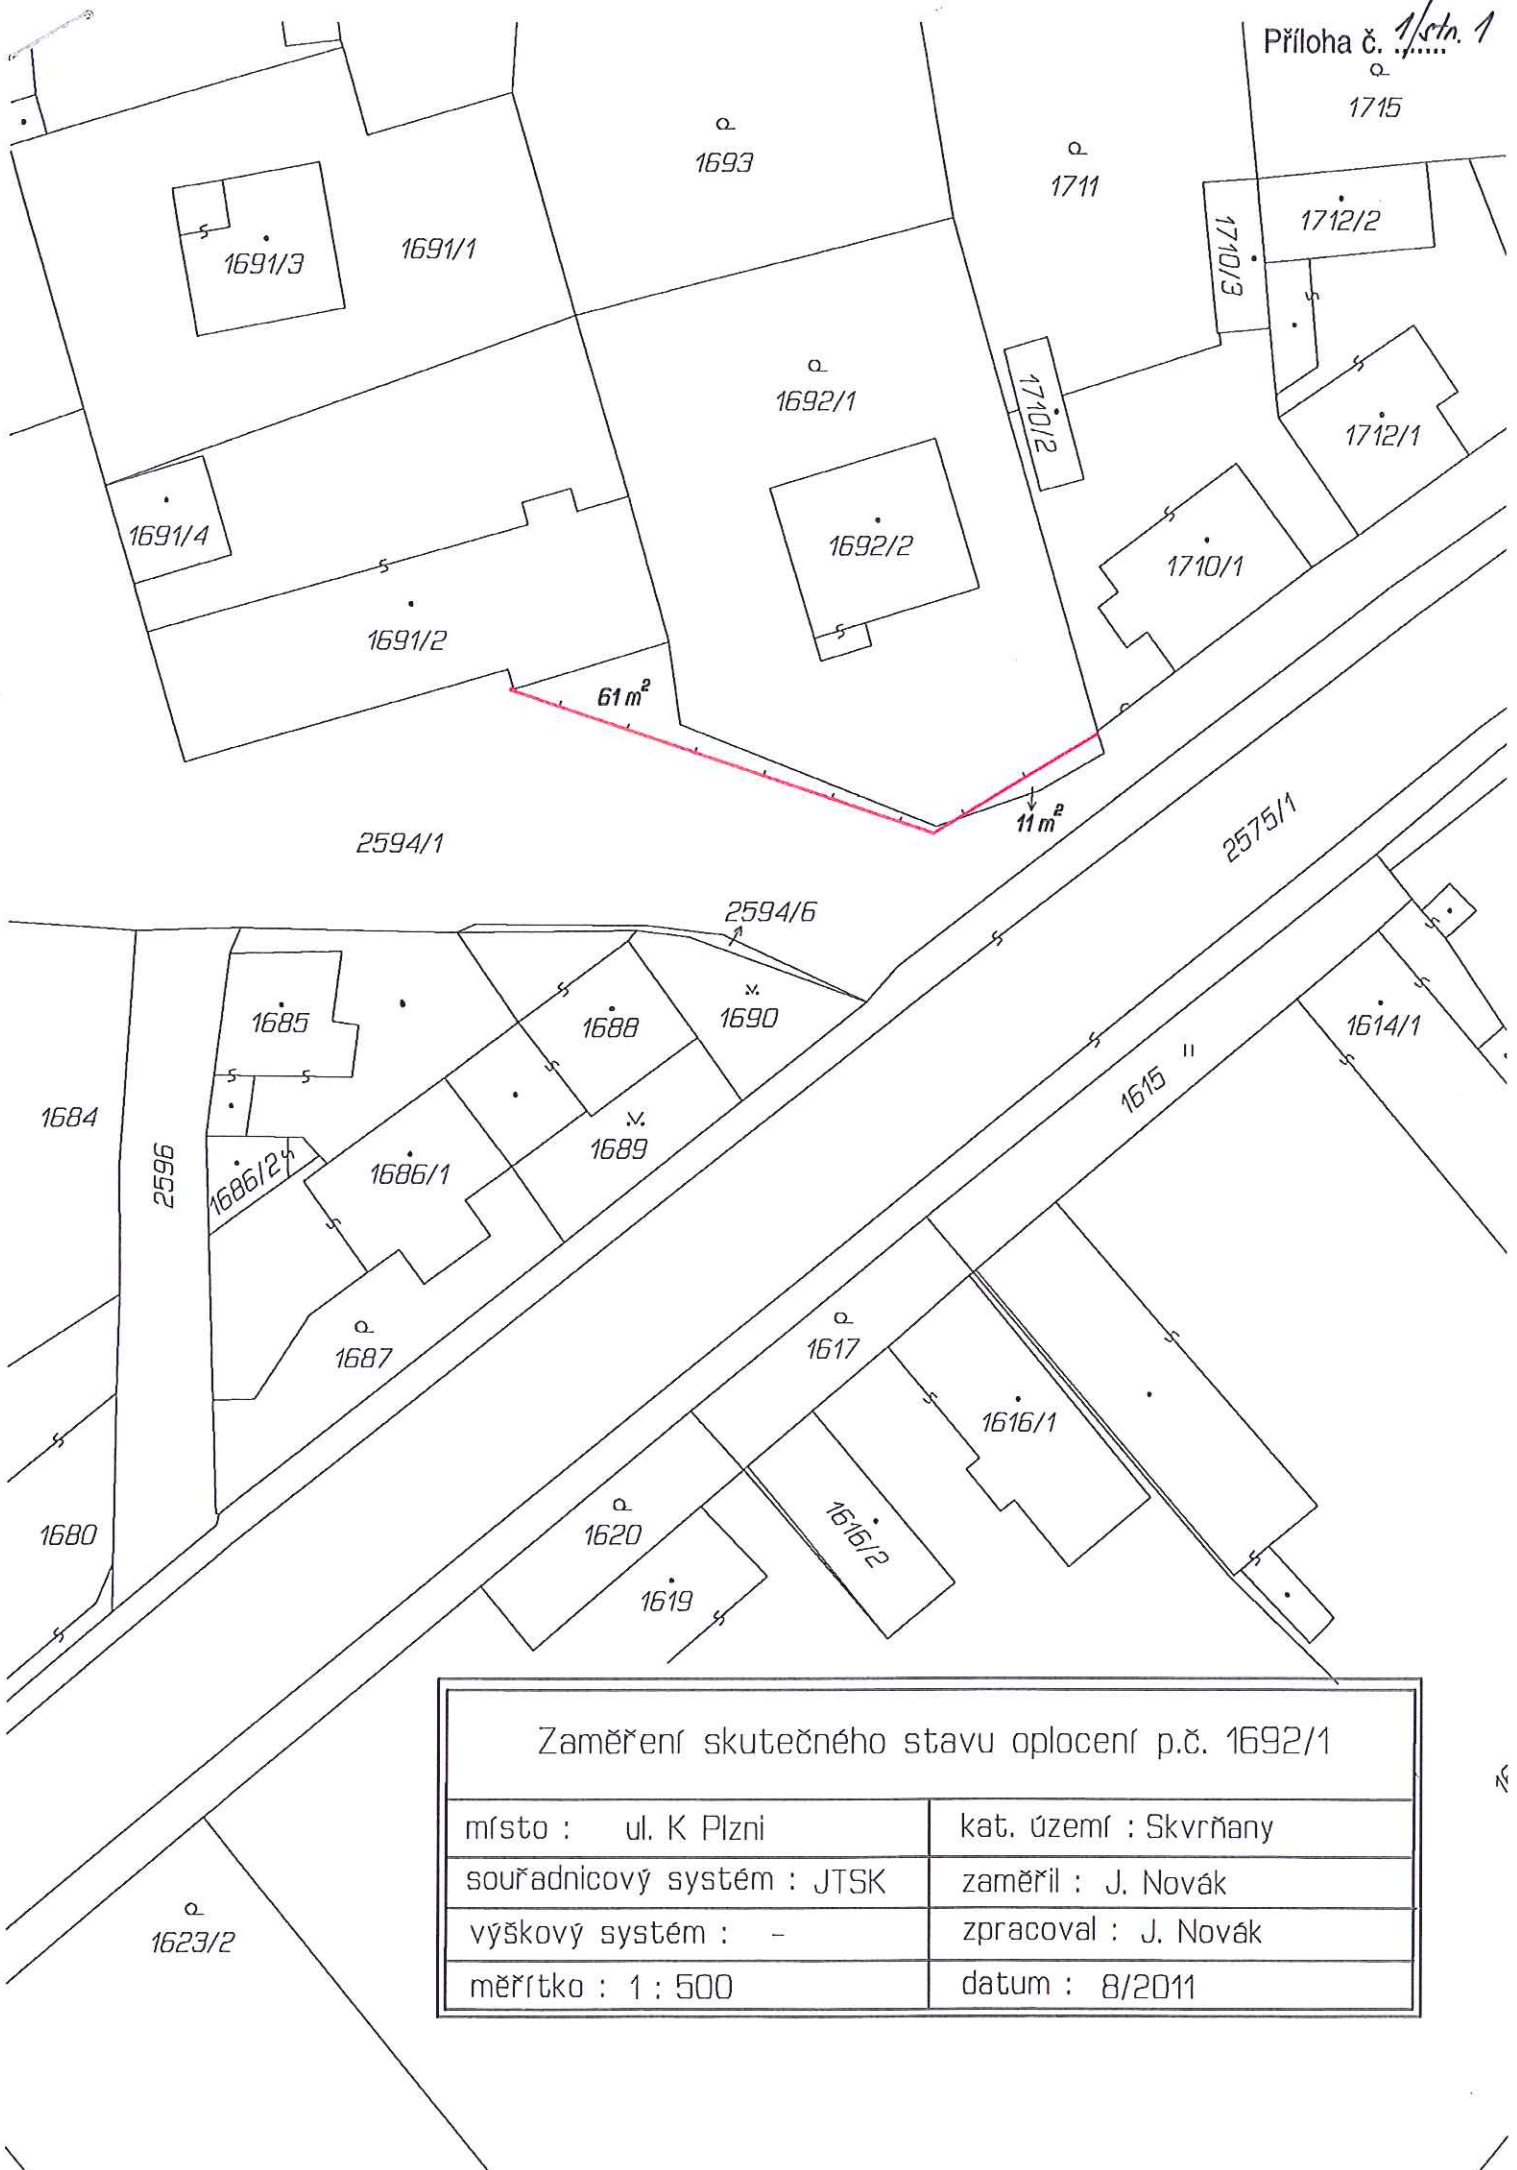 Příloha č. 1/str. 1
1715
1693
1711
1712/2
1710/3
1691/1
1691/3
1692/1
1710/2
1712/1
1691/4
1692/2
1710/1
1691/2
61 m²
11 m²
2575/1
2594/1
2594/6
1685
1688
1690
1614/1
1615
1684
2596
1689
1686/1
1686/2
1687
1617
1616/1
1680
1620
1616/2
1619
Zaměření skutečného stavu oplocení p.č. 1692/1
místo : ul. K Plzni
kat. území : Skvrňany
souřadnicový systém : JTSK
zaměřil : J. Novák
výškový systém : -
zpracoval : J. Novák
měřítko : 1 : 500
datum : 8/2011
1623/2